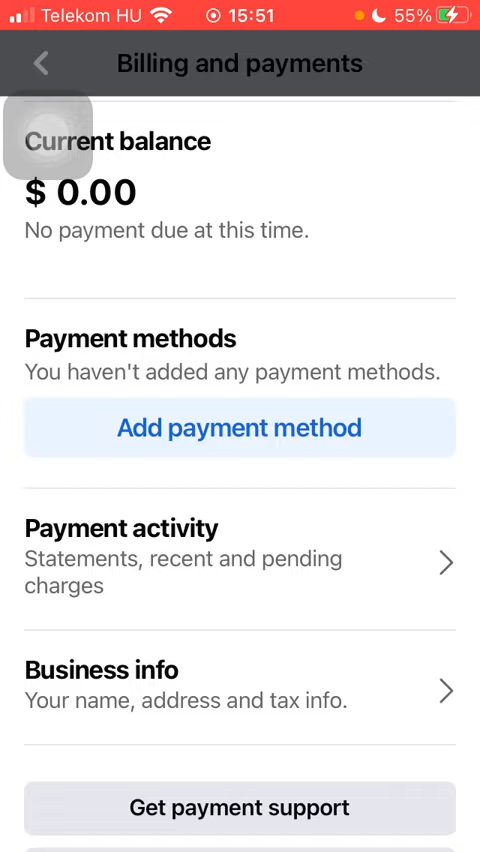 Telekom HU 15:51 55%
Billing and payments
Current balance
$ 0.00
No payment due at this time.
Payment methods
You haven't added any payment methods.
Add payment method
Payment activity
Statements, recent and pending
charges
Business info
Your name, address and tax info.
Get payment support